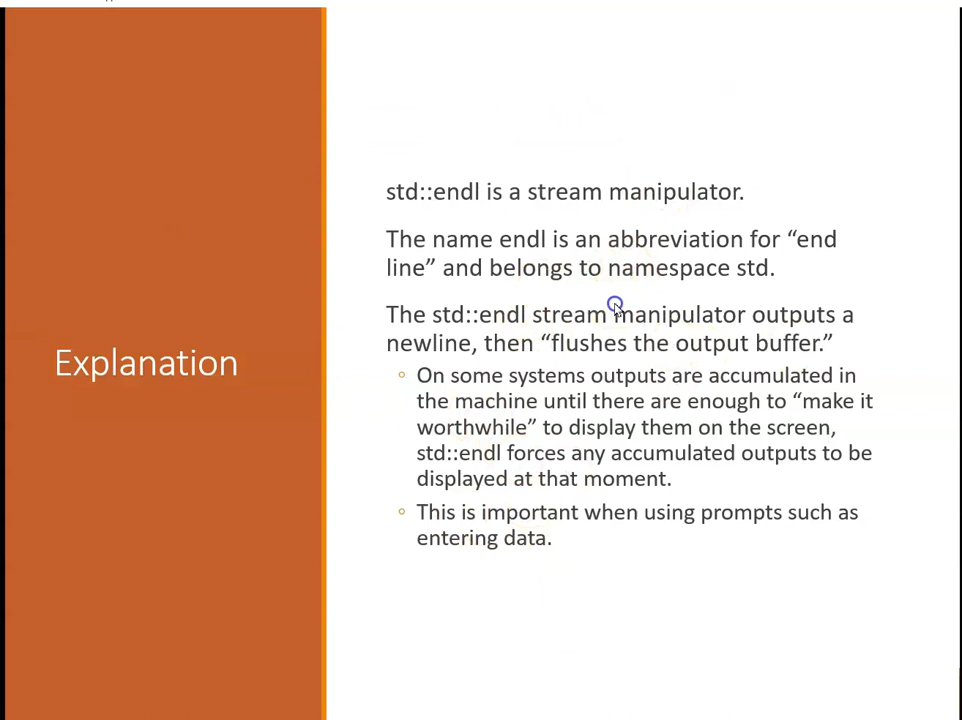 Explanation
std::endl is a stream manipulator.
The name endl is an abbreviation for “end
line” and belongs to namespace std.
The std::endl stream manipulator outputs a
newline, then “flushes the output buffer.”
◦ On some systems outputs are accumulated in
the machine until there are enough to “make it
worthwhile” to display them on the screen,
std::endl forces any accumulated outputs to be
displayed at that moment.
◦ This is important when using prompts such as
entering data.